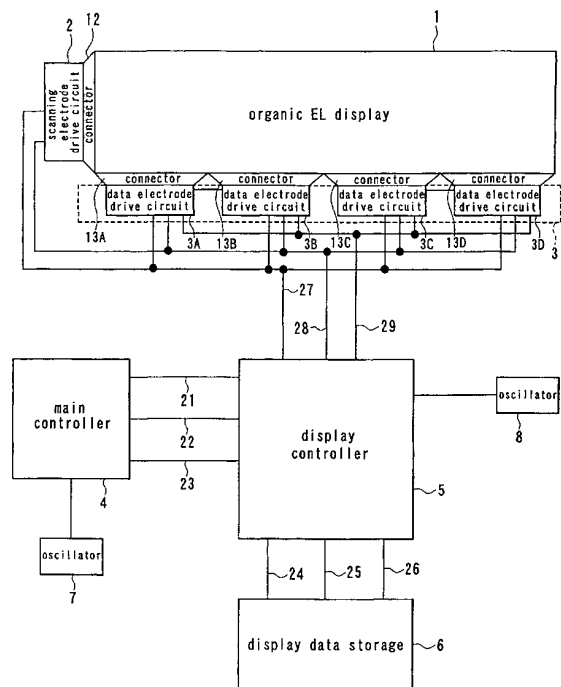 2
12
1
scanning
electrode
drive circuit
connector
organic EL display
connector
connector
connector
connector
data electrode
drive circuit
data electrode
drive circuit
data electrode
drive circuit
data electrode
drive circuit
13A
3A
13B
3B
13C
3C
13D
3D
3
27
28
29
main
controller
21
22
23
4
display
controller
5
oscillator
8
oscillator
7
24
25
26
display data storage
6